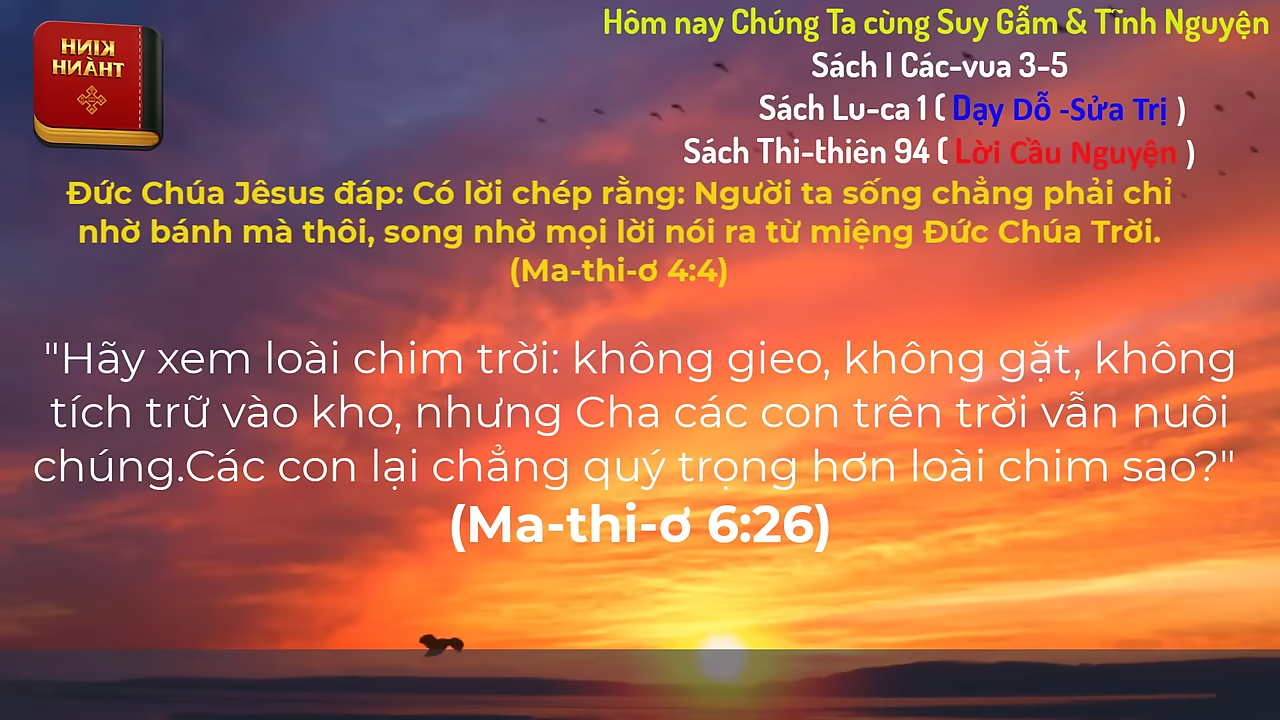 KINH
THÀNH
Hôm nay Chúng Ta cùng Suy Gẫm & Tĩnh Nguyện
Sách I Các-vua 3-5
Sách Lu-ca 1 ( Dạy Dỗ -Sửa Trị )
Sách Thi-thiên 94 ( Lời Cầu Nguyện )
Đức Chúa Jêsus đáp: Có lời chép rằng: Người ta sống chẳng phải chỉ
nhờ bánh mà thôi, song nhờ mọi lời nói ra từ miệng Đức Chúa Trời.
(Ma-thi-ơ 4:4)
"Hãy xem loài chim trời: không gieo, không gặt, không
tích trữ vào kho, nhưng Cha các con trên trời vẫn nuôi
chúng.Các con lại chẳng quý trọng hơn loài chim sao?"
(Ma-thi-ơ 6:26)